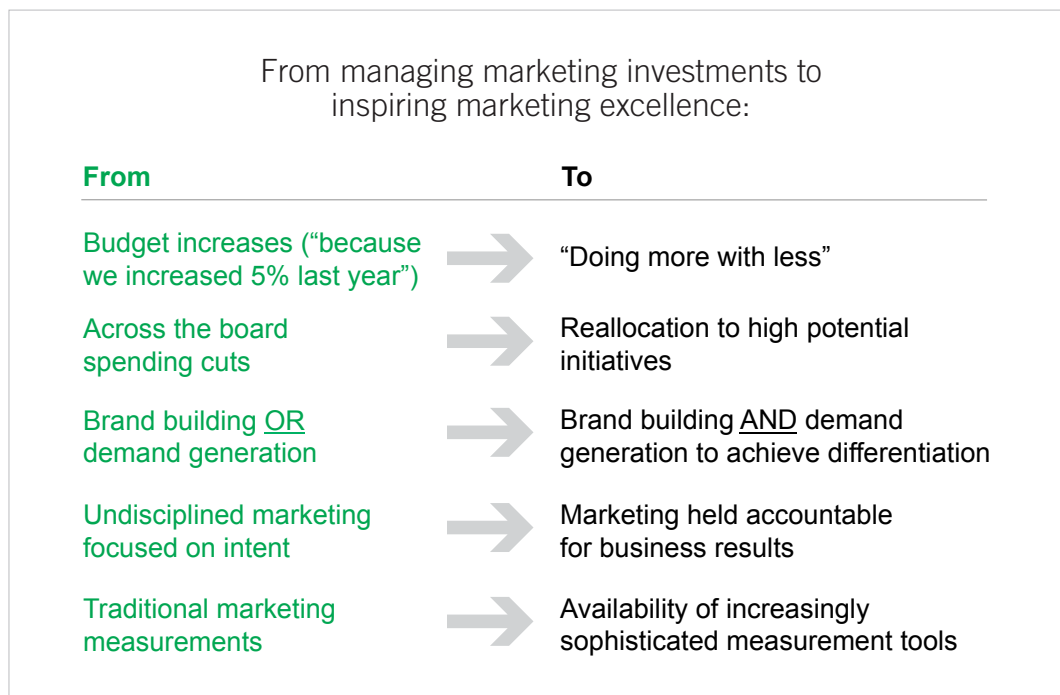 From managing marketing investments to
inspiring marketing excellence:
From
To
Budget increases (“because
we increased 5% last year”)
“Doing more with less”
Across the board
spending cuts
Reallocation to high potential
initiatives
Brand building OR
demand generation
Brand building AND demand
generation to achieve differentiation
Undisciplined marketing
focused on intent
Marketing held accountable
for business results
Traditional marketing
measurements
Availability of increasingly
sophisticated measurement tools